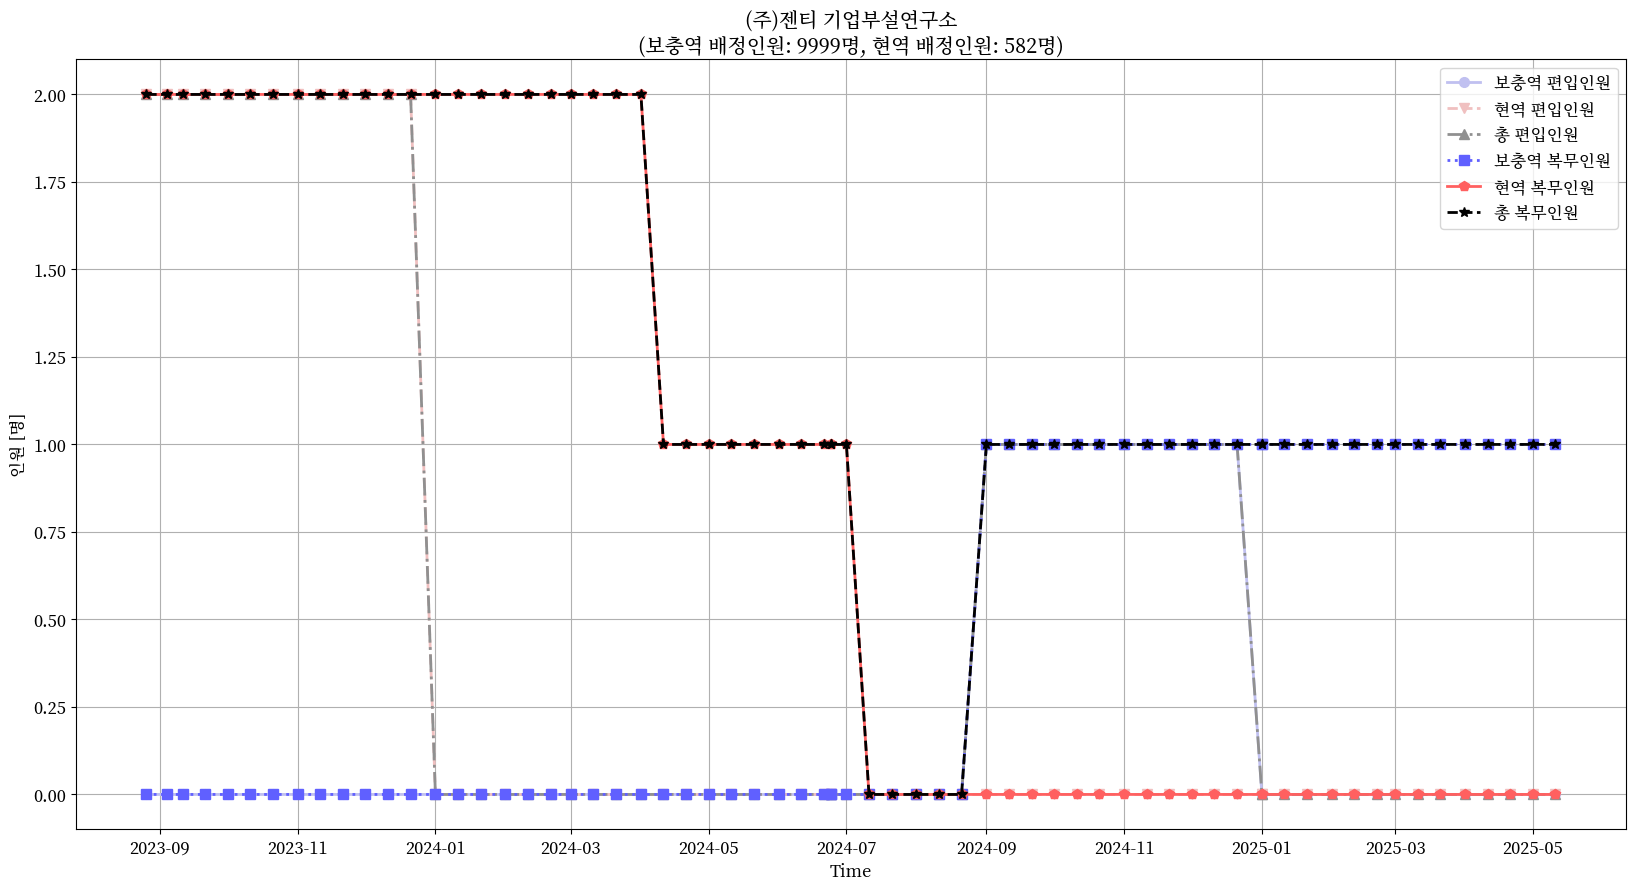 (주)젠티 기업부설연구소
(보충역 배정인원: 9999명, 현역 배정인원: 582명)
보충역 편입인원
현역 편입인원
총 편입인원
보충역 복무인원
현역 복무인원
총 복무인원
2.00
1.75
1.50
1.25
1.00
0.75
0.50
0.25
0.00
인원 [명]
2023-09 2023-11 2024-01 2024-03 2024-05 2024-07 2024-09 2024-11 2025-01 2025-03 2025-05
Time